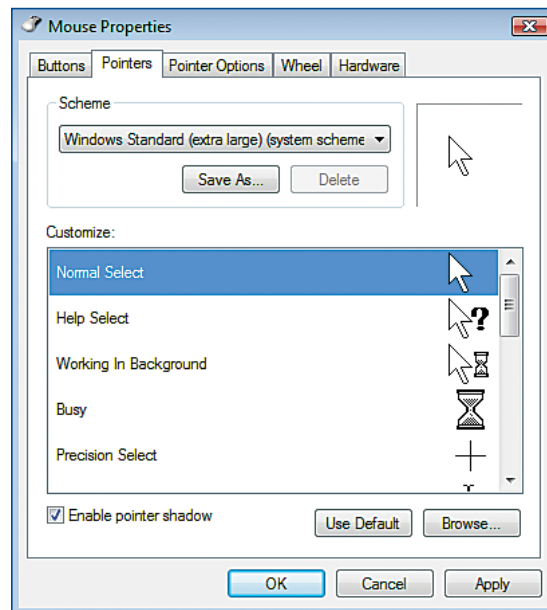 Mouse Properties
Buttons Pointers Pointer Options Wheel Hardware
Scheme
Windows Standard (extra large) (system scheme
Save As... Delete
Customize:
Normal Select
Help Select
Working In Background
Busy
Precision Select
Enable pointer shadow
Use Default Browse...
OK Cancel Apply